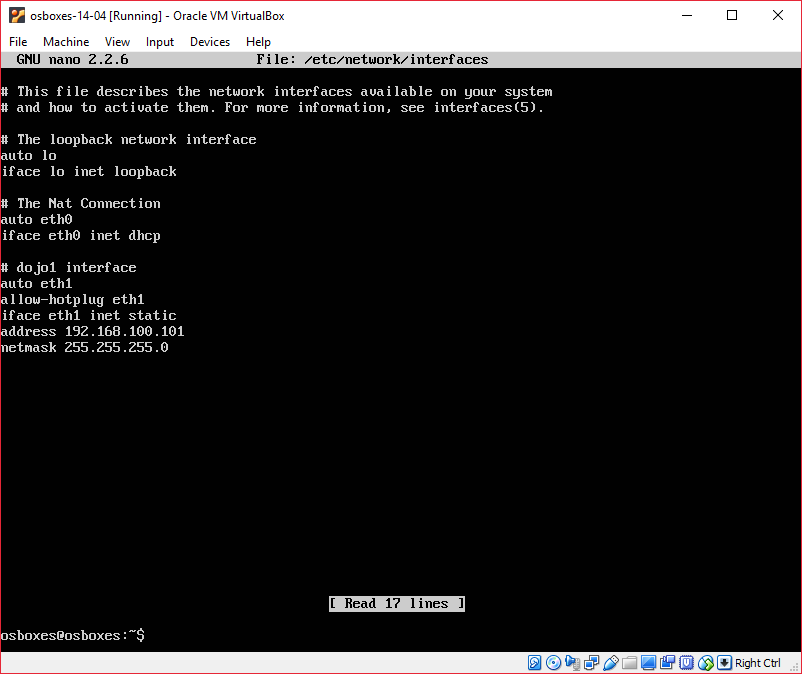 osboxes-14-04 [Running] - Oracle VM VirtualBox
File Machine View Input Devices Help
GNU nano 2.2.6 File: /etc/network/interfaces
# This file describes the network interfaces available on your system
# and how to activate them. For more information, see interfaces(5).
# The loopback network interface
auto lo
iface lo inet loopback
# The Nat Connection
auto eth0
iface eth0 inet dhcp
# dojo1 interface
auto eth1
allow-hotplug eth1
iface eth1 inet static
address 192.168.100.101
netmask 255.255.255.0
[ Read 17 lines ]
osboxes@osboxes:~$
Right Ctrl